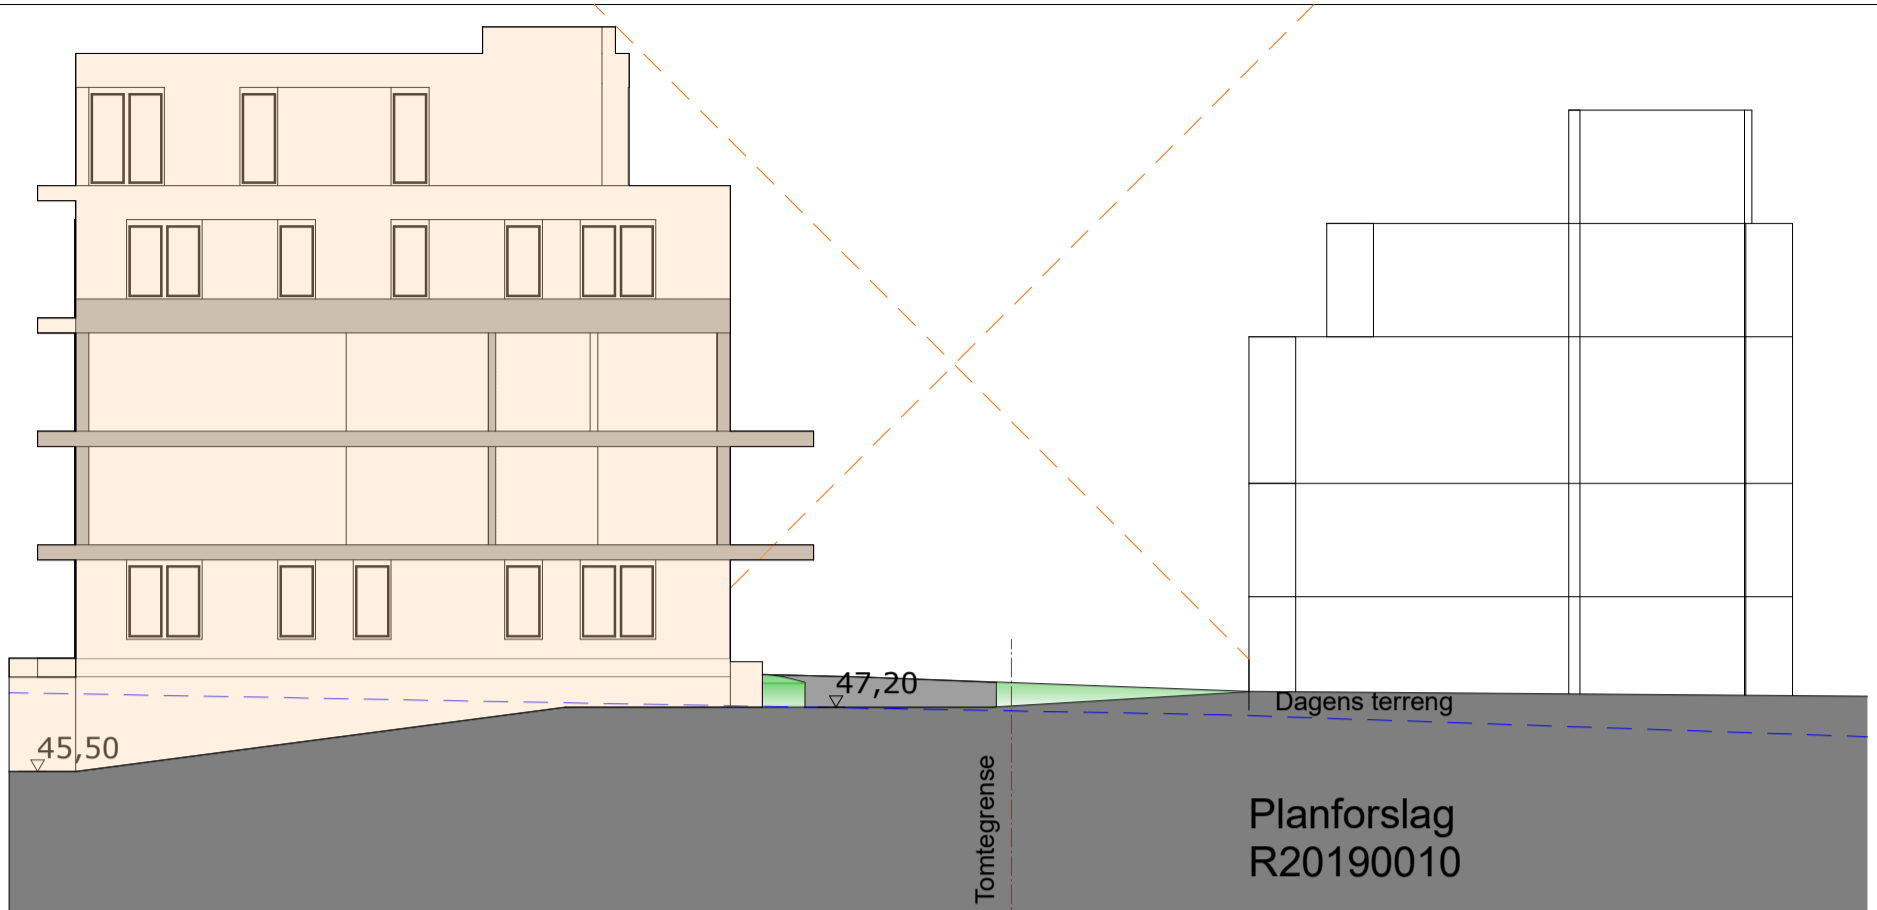 47,20
Dagens terreng
45,50
Tomtegrense
Planforslag
R20190010